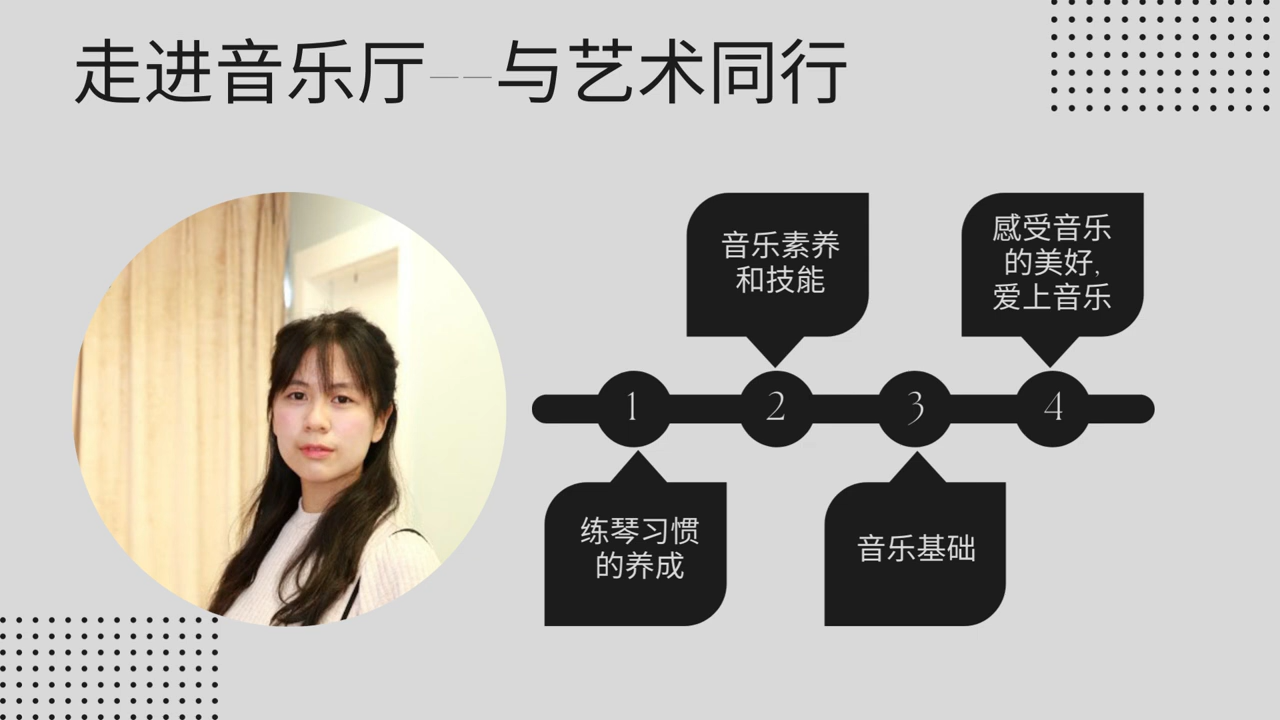 走进音乐厅——与艺术同行
音乐素养
和技能
感受音乐
的美好,
爱上音乐
1 2 3 4
练琴习惯
的养成
音乐基础